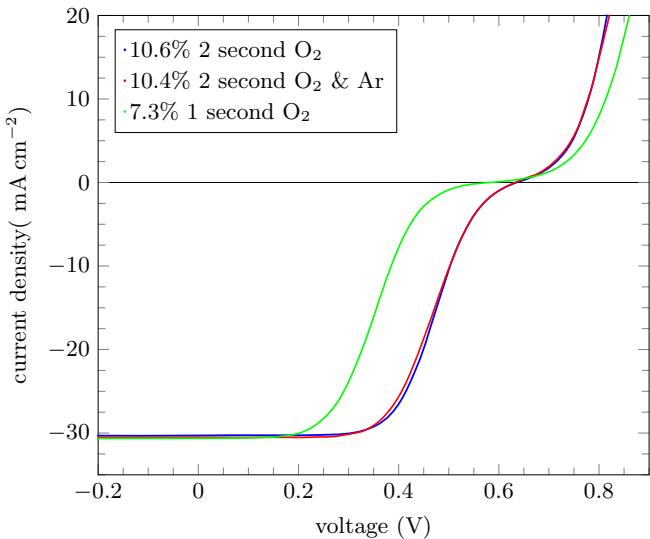 20
10
0
−10
−20
−30
−0.2 0 0.2 0.4 0.6 0.8
voltage (V)
current density( mA cm⁻²)
10.6% 2 second O₂
10.4% 2 second O₂ & Ar
7.3% 1 second O₂